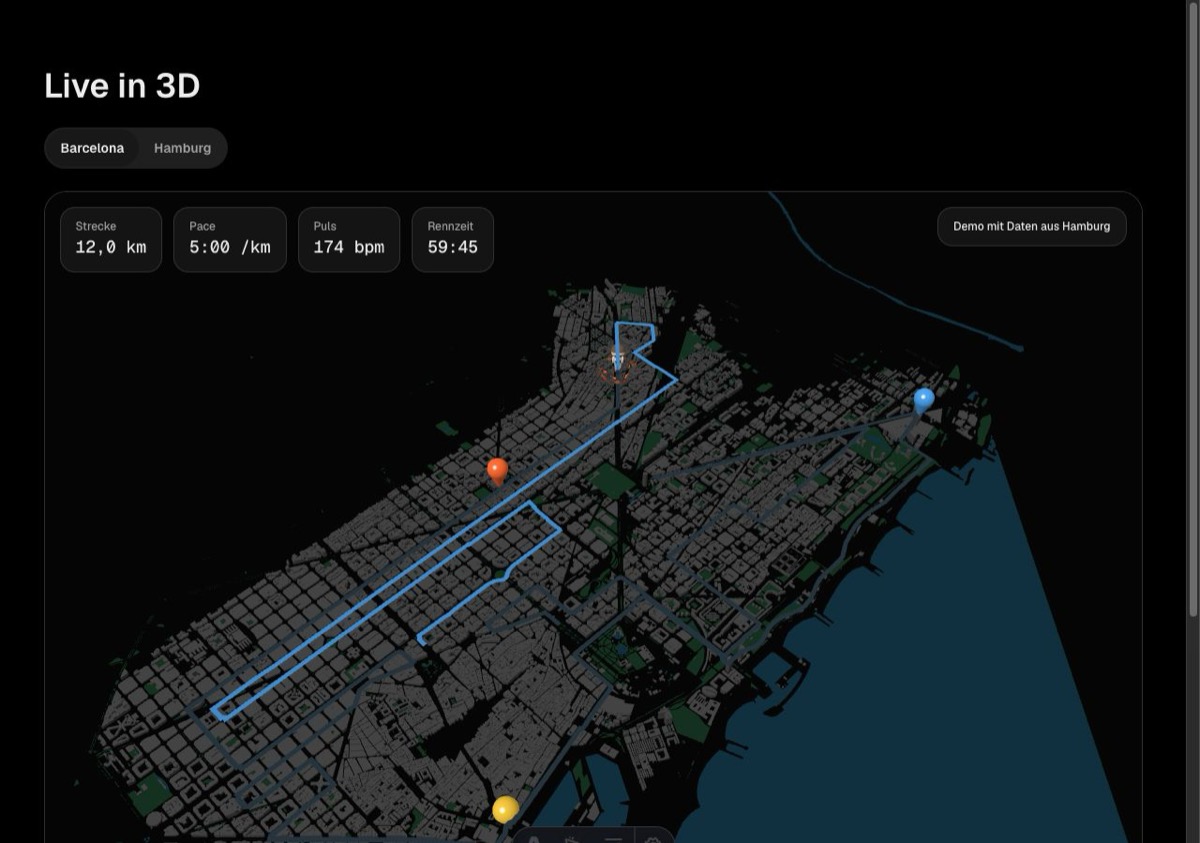 Live in 3D
Barcelona Hamburg
Strecke
12,0 km
Pace
5:00 /km
Puls
174 bpm
Rennzeit
59:45
Demo mit Daten aus Hamburg